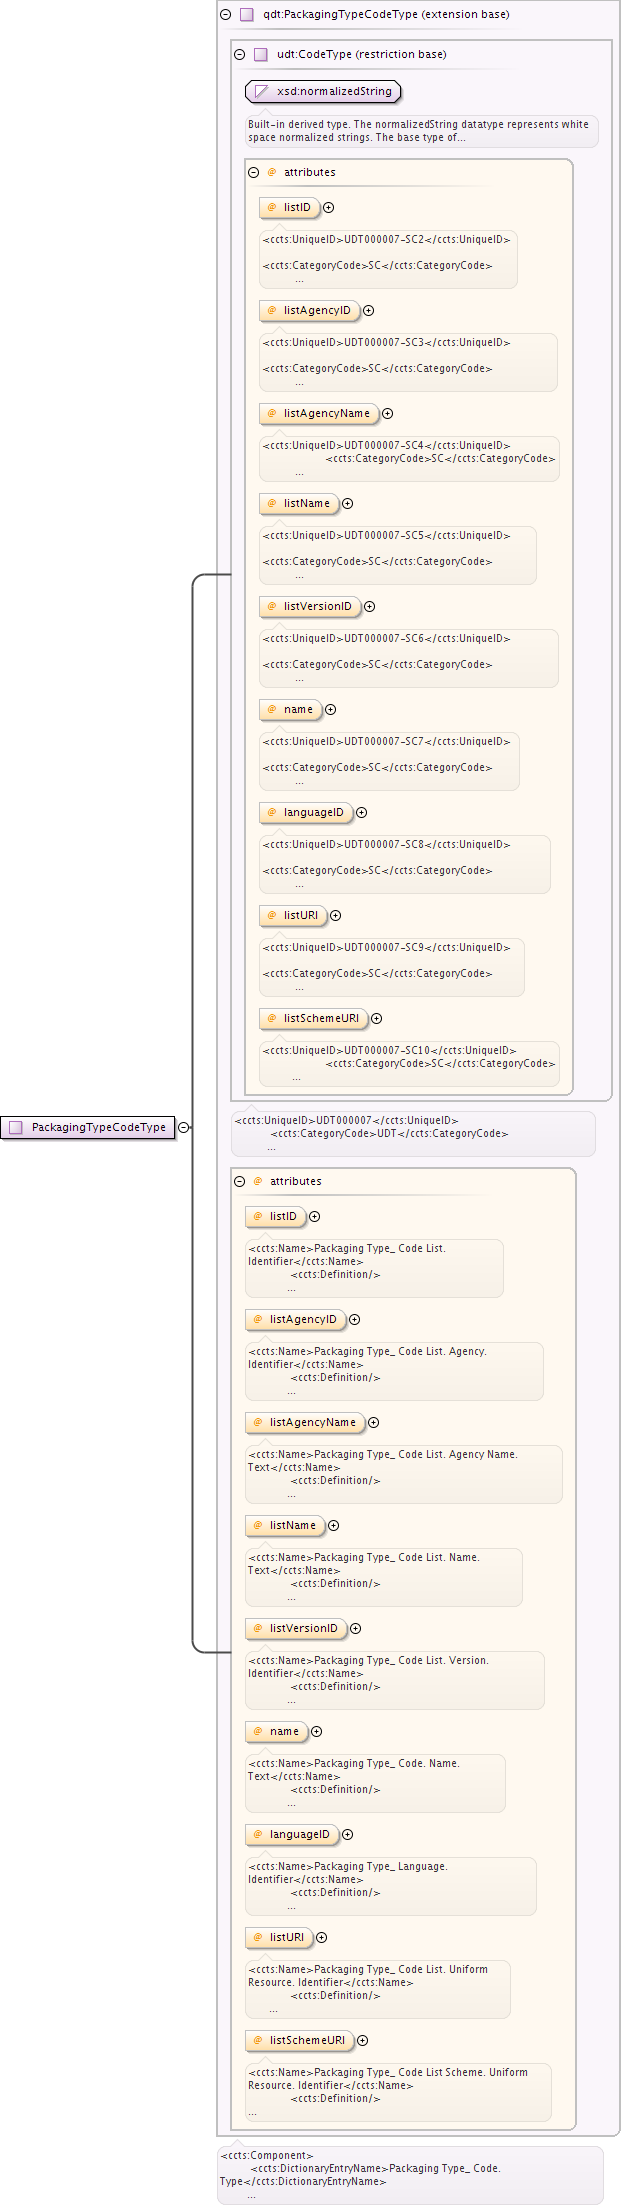 qdt:PackagingTypeCodeType (extension base)
udt:CodeType (restriction base)
xsd:normalizedString
Built-in derived type. The normalizedString datatype represents white
space normalized strings. The base type of...
@ attributes
@ listID
<ccts:UniqueID>UDT000007-SC2</ccts:UniqueID>
<ccts:CategoryCode>SC</ccts:CategoryCode>
...
@ listAgencyID
<ccts:UniqueID>UDT000007-SC3</ccts:UniqueID>
<ccts:CategoryCode>SC</ccts:CategoryCode>
...
@ listAgencyName
<ccts:UniqueID>UDT000007-SC4</ccts:UniqueID>
<ccts:CategoryCode>SC</ccts:CategoryCode>
...
@ listName
<ccts:UniqueID>UDT000007-SC5</ccts:UniqueID>
<ccts:CategoryCode>SC</ccts:CategoryCode>
...
@ listVersionID
<ccts:UniqueID>UDT000007-SC6</ccts:UniqueID>
<ccts:CategoryCode>SC</ccts:CategoryCode>
...
@ name
<ccts:UniqueID>UDT000007-SC7</ccts:UniqueID>
<ccts:CategoryCode>SC</ccts:CategoryCode>
...
@ languageID
<ccts:UniqueID>UDT000007-SC8</ccts:UniqueID>
<ccts:CategoryCode>SC</ccts:CategoryCode>
...
@ listURI
<ccts:UniqueID>UDT000007-SC9</ccts:UniqueID>
<ccts:CategoryCode>SC</ccts:CategoryCode>
...
@ listSchemeURI
<ccts:UniqueID>UDT000007-SC10</ccts:UniqueID>
<ccts:CategoryCode>SC</ccts:CategoryCode>
...
PackagingTypeCodeType
<ccts:UniqueID>UDT000007</ccts:UniqueID>
<ccts:CategoryCode>UDT</ccts:CategoryCode>
...
@ attributes
@ listID
<ccts:Name>Packaging Type_ Code List.
Identifier</ccts:Name>
<ccts:Definition/>
...
@ listAgencyID
<ccts:Name>Packaging Type_ Code List. Agency.
Identifier</ccts:Name>
<ccts:Definition/>
...
@ listAgencyName
<ccts:Name>Packaging Type_ Code List. Agency Name.
Text</ccts:Name>
<ccts:Definition/>
...
@ listName
<ccts:Name>Packaging Type_ Code List. Name.
Text</ccts:Name>
<ccts:Definition/>
...
@ listVersionID
<ccts:Name>Packaging Type_ Code List. Version.
Identifier</ccts:Name>
<ccts:Definition/>
...
@ name
<ccts:Name>Packaging Type_ Code. Name.
Text</ccts:Name>
<ccts:Definition/>
...
@ languageID
<ccts:Name>Packaging Type_ Language.
Identifier</ccts:Name>
<ccts:Definition/>
...
@ listURI
<ccts:Name>Packaging Type_ Code List. Uniform
Resource. Identifier</ccts:Name>
<ccts:Definition/>
...
@ listSchemeURI
<ccts:Name>Packaging Type_ Code List Scheme. Uniform
Resource. Identifier</ccts:Name>
<ccts:Definition/>
...
<ccts:Component>
<ccts:DictionaryEntryName>Packaging Type_ Code.
Type</ccts:DictionaryEntryName>
...